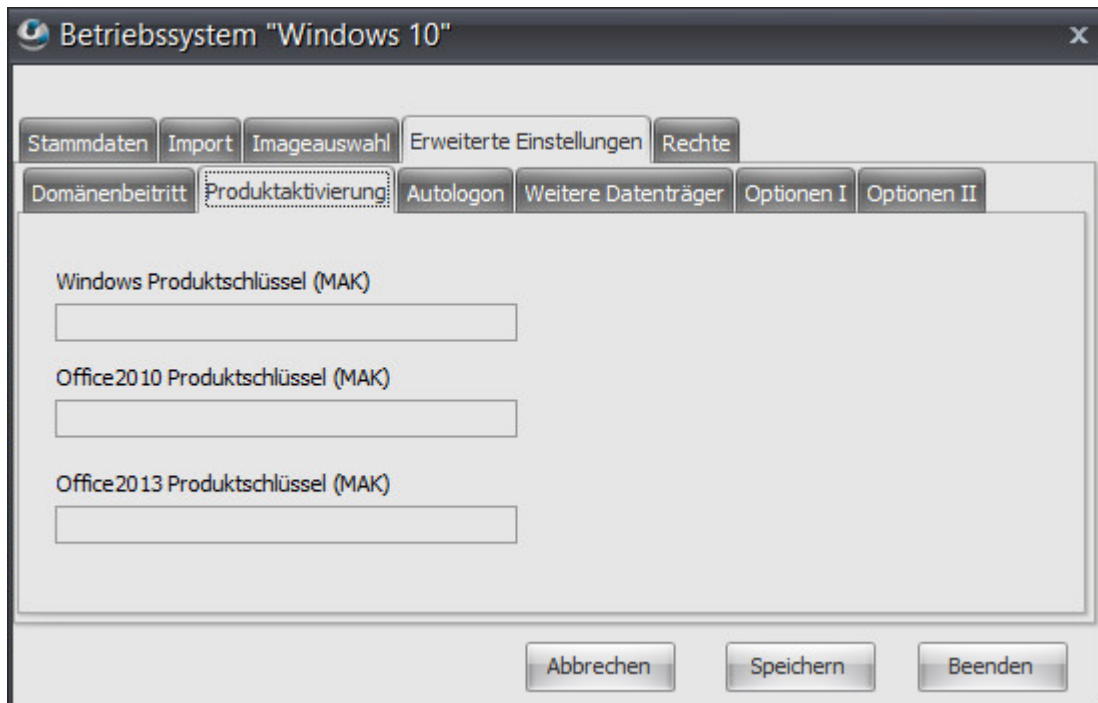 Betriebssystem "Windows 10"
x
Stammdaten Import Imageauswahl Erweiterte Einstellungen Rechte
Domänenbeitritt Produktaktivierung Autologon Weitere Datenträger Optionen I Optionen II
Windows Produktschlüssel (MAK)
Office2010 Produktschlüssel (MAK)
Office2013 Produktschlüssel (MAK)
Abbrechen Speichern Beenden